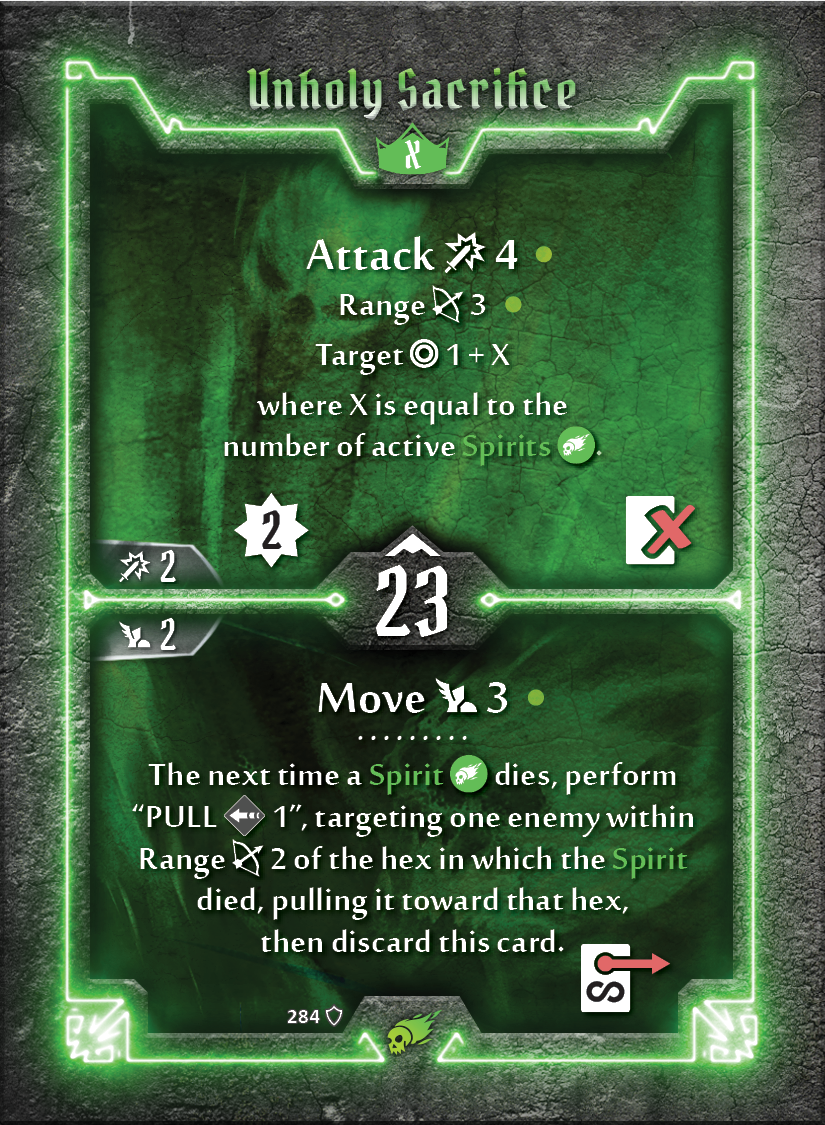 Unholy Sacrifice
X
Attack 4
Range 3
Target 1 + X
where X is equal to the
number of active Spirits .
2
2
23
2
Move 3
.........
The next time a Spirit dies, perform
“PULL 1”, targeting one enemy within
Range 2 of the hex in which the Spirit
died, pulling it toward that hex,
then discard this card.
284